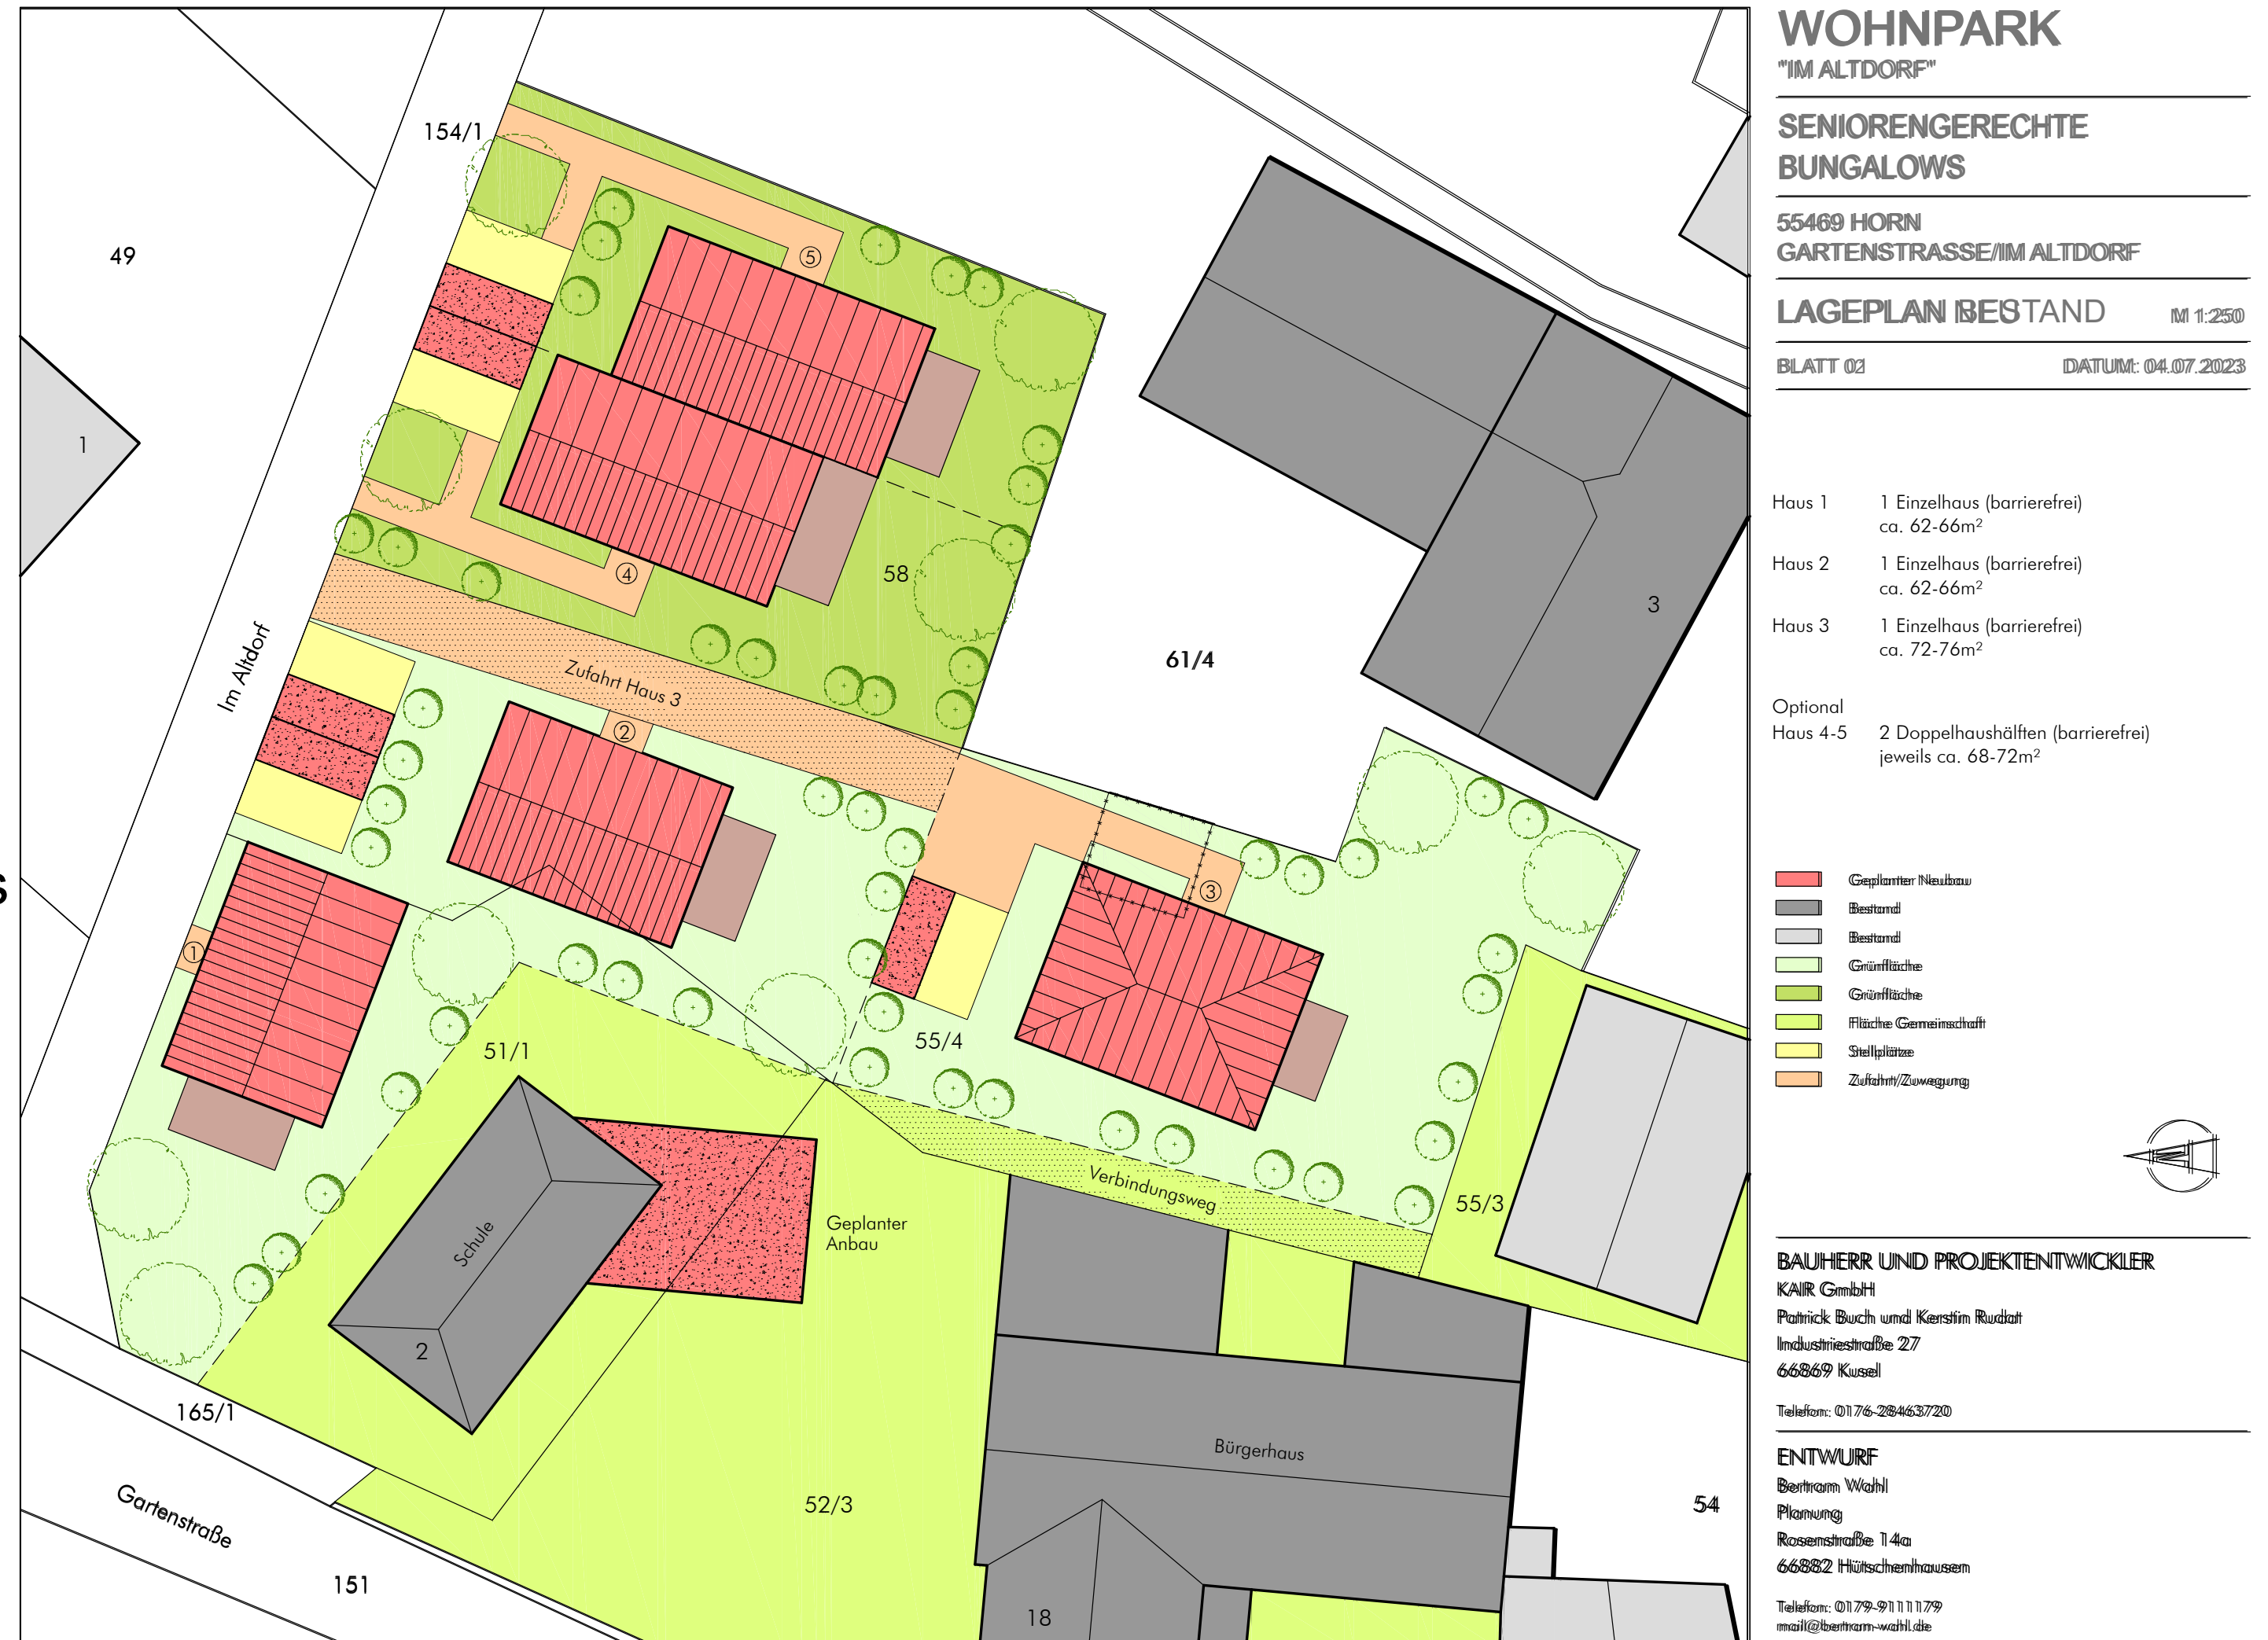 WOHNPARK
"IM ALTDORF"
SENIORENGERECHTE
BUNGALOWS
55469 HORN
GARTENSTRASSE/IM ALTDORF
LAGEPLAN
M 1:250
BLATT
DATUM: 04.07.2023
Haus 1 1 Einzelhaus (barrierefrei)
ca. 62-66m²
Haus 2 1 Einzelhaus (barrierefrei)
ca. 62-66m²
Haus 3 1 Einzelhaus (barrierefrei)
ca. 72-76m²
Optional
Haus 4-5 2 Doppelhaushälften (barrierefrei)
jeweils ca. 68-72m²
Geplanter Neubau
Bestand
Bestand
Grünfläche
Grünfläche
Fläche Gemeinschaft
Stellplätze
Zufahrt/Zuwegung
BAUHERR UND PROJEKTENTWICKLER
KAIR GmbH
Patrick Buch und Kerstin Rudat
Industriestraße 27
66869 Kusel
Telefon: 0176-28463720
ENTWURF
Bertram Wahl
Planung
Rosenstraße 14a
66882 Hütschenhausen
Telefon: 0179-9111179
mail@bertram-wahl.de
154/1
49
1
5
4
58
3
61/4
Im Altdorf
Zufahrt Haus 3
2
3
1
S
51/1
55/4
Schule
2
Geplanter
Anbau
Verbindungsweg
55/3
165/1
Gartenstraße
151
52/3
Bürgerhaus
18
54